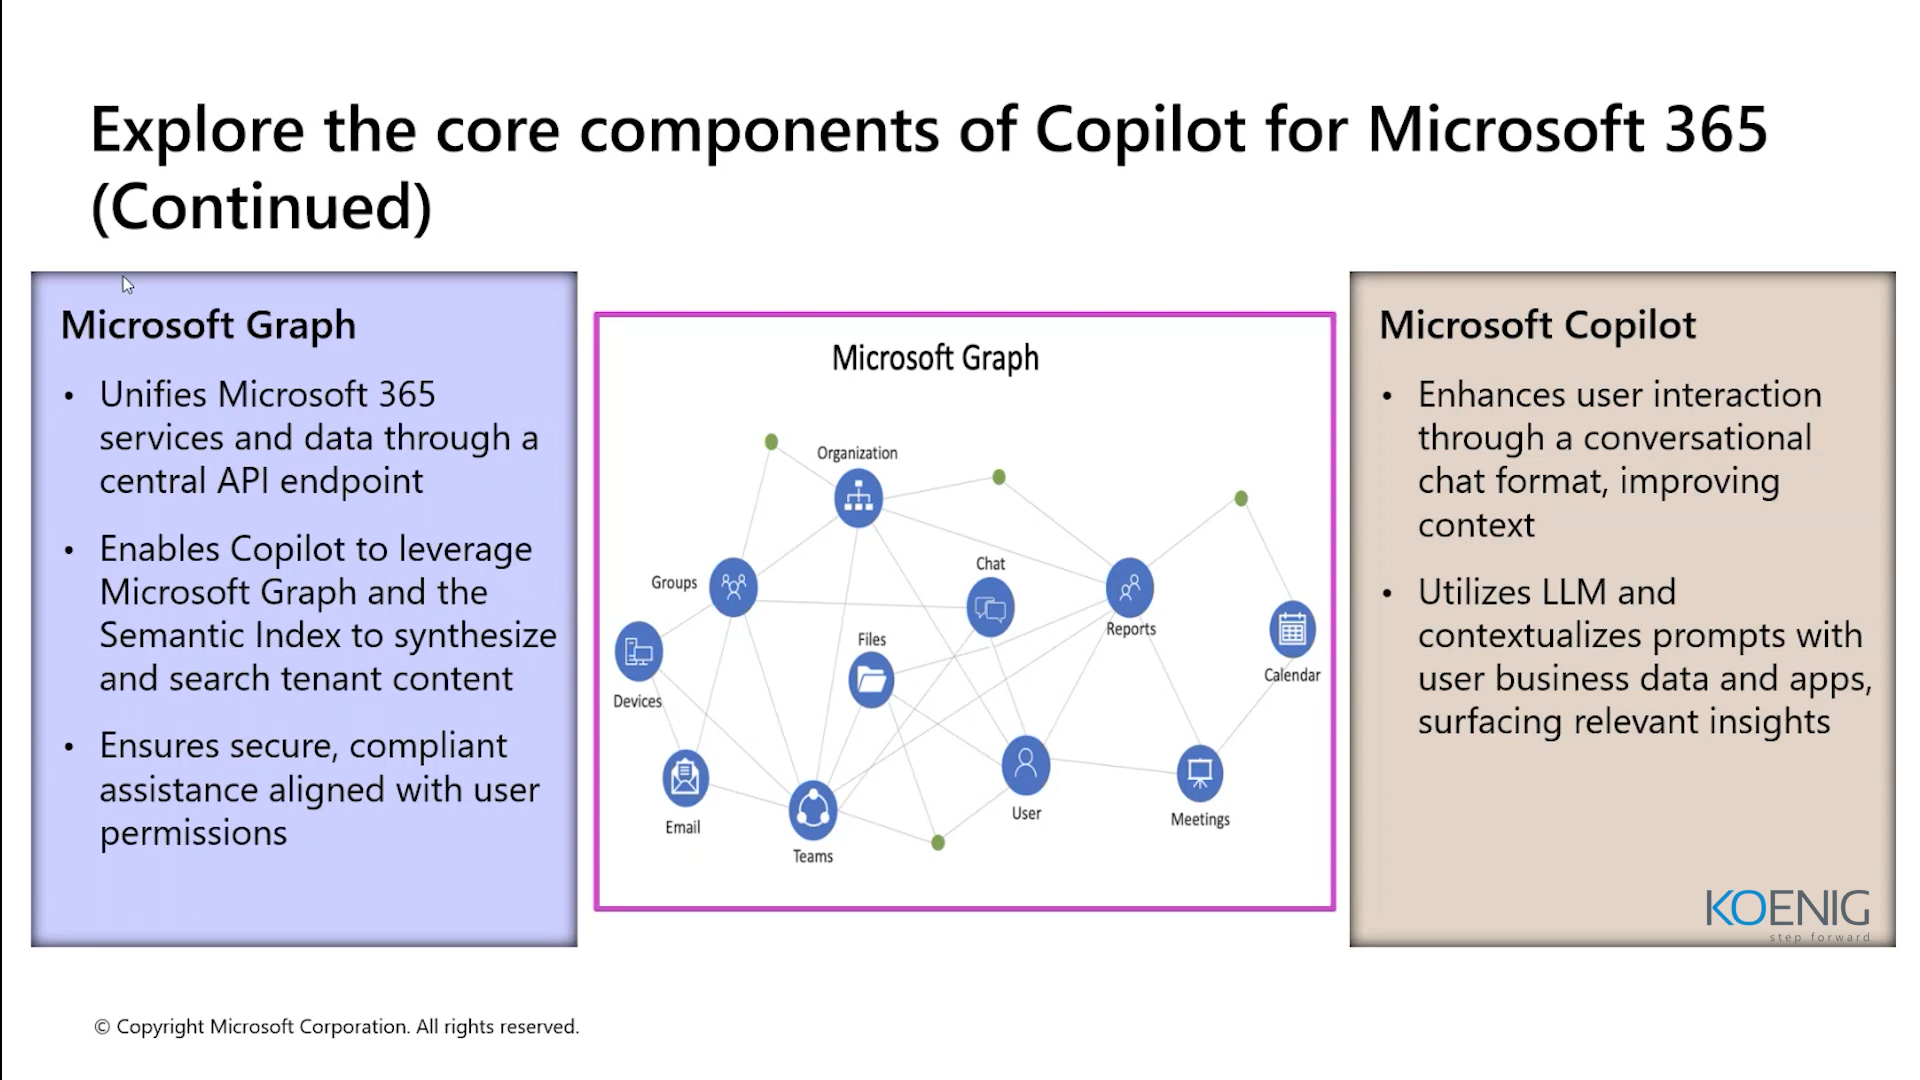 Explore the core components of Copilot for Microsoft 365
(Continued)
Microsoft Graph
• Unifies Microsoft 365
services and data through a
central API endpoint
• Enables Copilot to leverage
Microsoft Graph and the
Semantic Index to synthesize
and search tenant content
• Ensures secure, compliant
assistance aligned with user
permissions
Microsoft Graph
Organization
Groups
Chat
Files
Reports
Devices
Calendar
Email
Teams
User
Meetings
Microsoft Copilot
• Enhances user interaction
through a conversational
chat format, improving
context
• Utilizes LLM and
contextualizes prompts with
user business data and apps,
surfacing relevant insights
KOENIG
step forward
© Copyright Microsoft Corporation. All rights reserved.